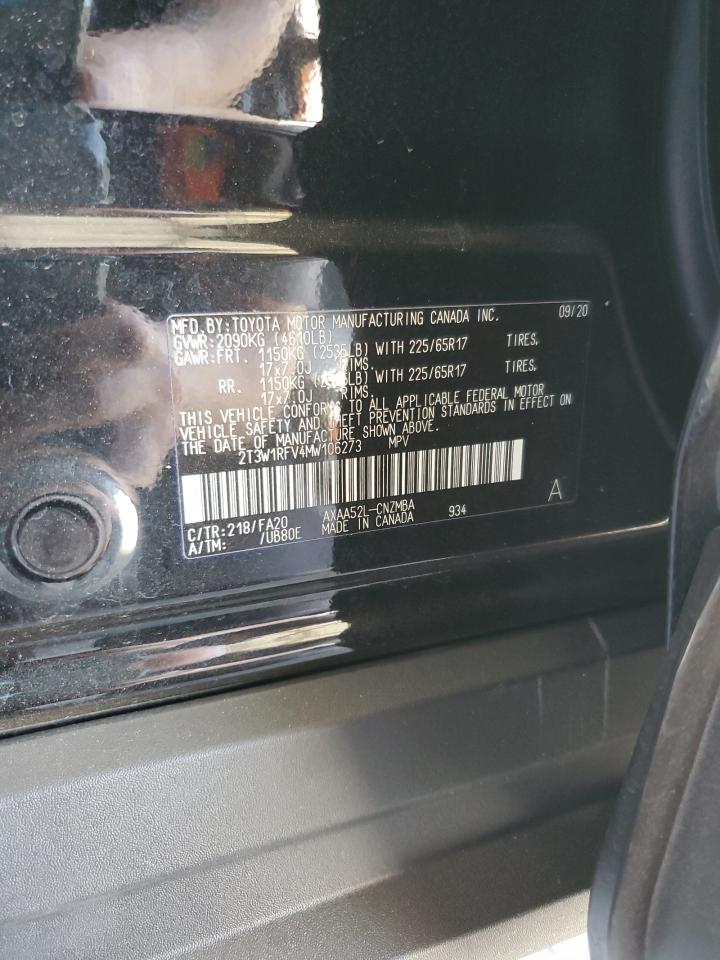 MFD.BY:TOYOTA MOTOR MANUFACTURING CANADA INC. 09/20
GVWR:2090KG (4610LB)
GAWR:FRT. 1150KG (2535LB) WITH 225/65R17 TIRES,
17x7.0J RIMS.
RR. 1150KG (2535LB) WITH 225/65R17 TIRES,
17x7.0J RIMS.
THIS VEHICLE CONFORMS TO ALL APPLICABLE FEDERAL MOTOR
VEHICLE SAFETY AND THEFT PREVENTION STANDARDS IN EFFECT ON
THE DATE OF MANUFACTURE SHOWN ABOVE.
2T3W1RFV4MW106273 MPV
A
C/TR:218/FA20 AXAA52L-CNZMBA 934
A/TM: /UB80E MADE IN CANADA